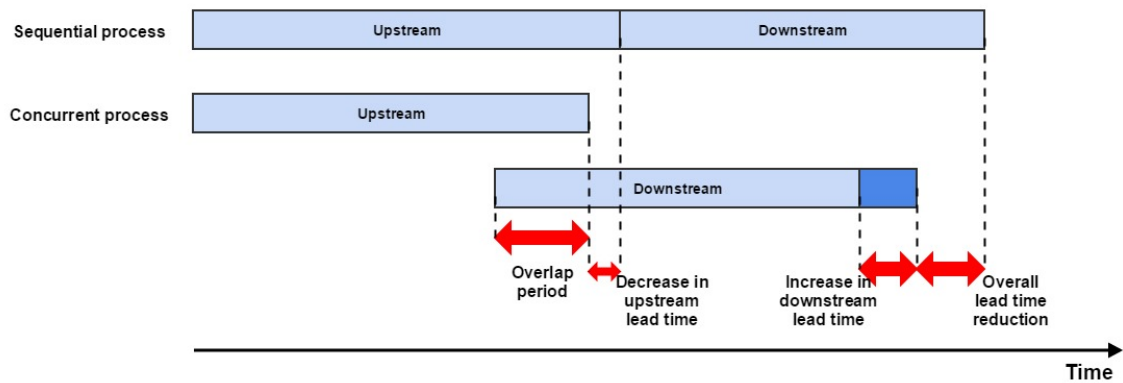 Sequential process
Upstream
Downstream
Concurrent process
Upstream
Downstream
Overlap
period
Decrease in
upstream
lead time
Increase in
downstream
lead time
Overall
lead time
reduction
Time